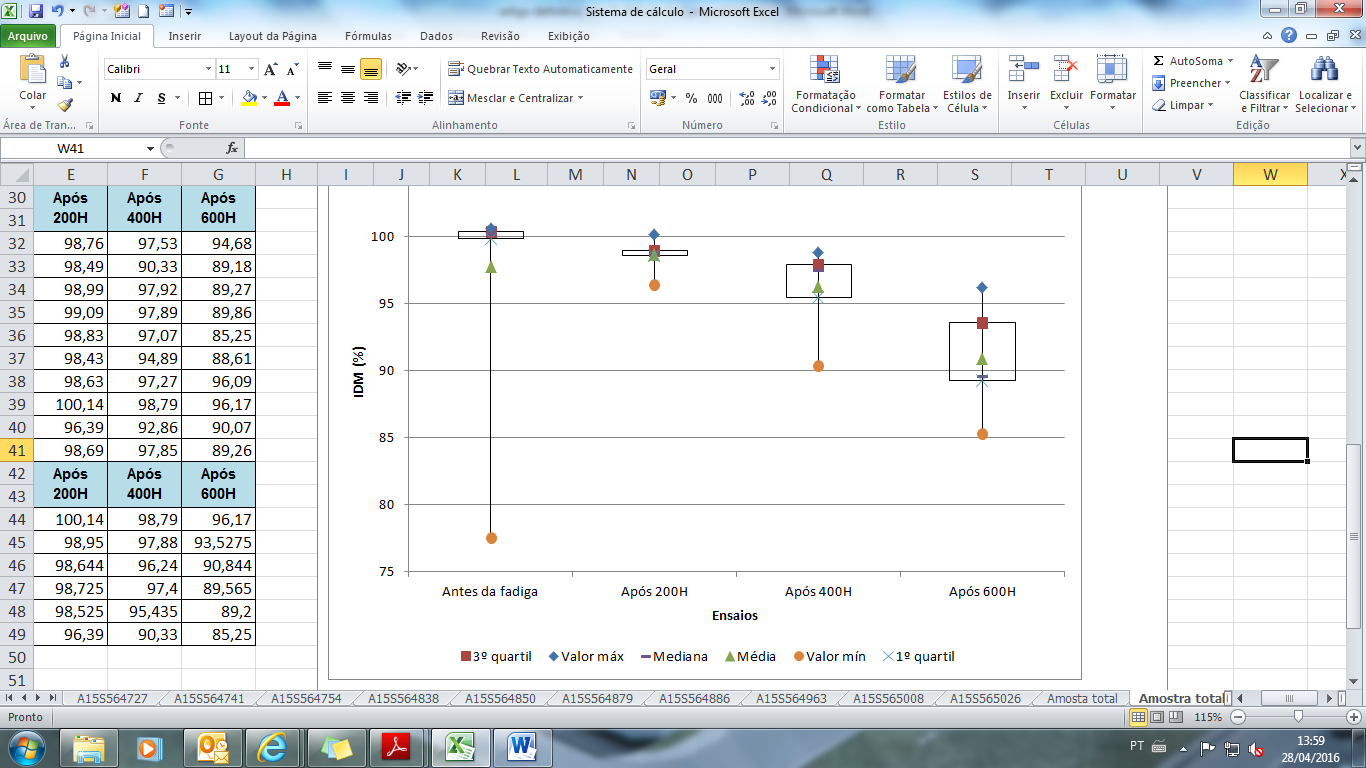 Sistema de cálculo - Microsoft Excel
Arquivo Página Inicial Inserir Layout da Página Fórmulas Dados Revisão Exibição
Colar
Calibri 11
N I S
Quebrar Texto Automaticamente
Mesclar e Centralizar
Geral
% 000
Formatação Condicional
Formatar como Tabela
Estilos de Célula
Inserir Excluir Formatar
AutoSoma
Preencher
Limpar
Classificar e Filtrar
Localizar e Selecionar
Área de Tran... Fonte Alinhamento Número Estilo Células Edição
W41 fx
E F G H I J K L M N O P Q R S T U V W X
30 Após Após Após
31 200H 400H 600H
32 98,76 97,53 94,68
33 98,49 90,33 89,18
34 98,99 97,92 89,27
35 99,09 97,89 89,86
36 98,83 97,07 85,25
37 98,43 94,89 88,61
38 98,63 97,27 96,09
39 100,14 98,79 96,17
40 96,39 92,86 90,07
41 98,69 97,85 89,26
42 Após Após Após
43 200H 400H 600H
44 100,14 98,79 96,17
45 98,95 97,88 93,5275
46 98,644 96,24 90,844
47 98,725 97,4 89,565
48 98,525 95,435 89,2
49 96,39 90,33 85,25
50
51
IDM (%)
100
95
90
85
80
75
Antes da fadiga Após 200H Após 400H Após 600H
Ensaios
3º quartil Valor máx Mediana Média Valor mín 1º quartil
A15S564727 A15S564741 A15S564754 A15S564838 A15S564850 A15S564879 A15S564886 A15S564963 A15S565008 A15S565026 Amosta total Amostra total
Pronto 115%
PT 13:59
28/04/2016